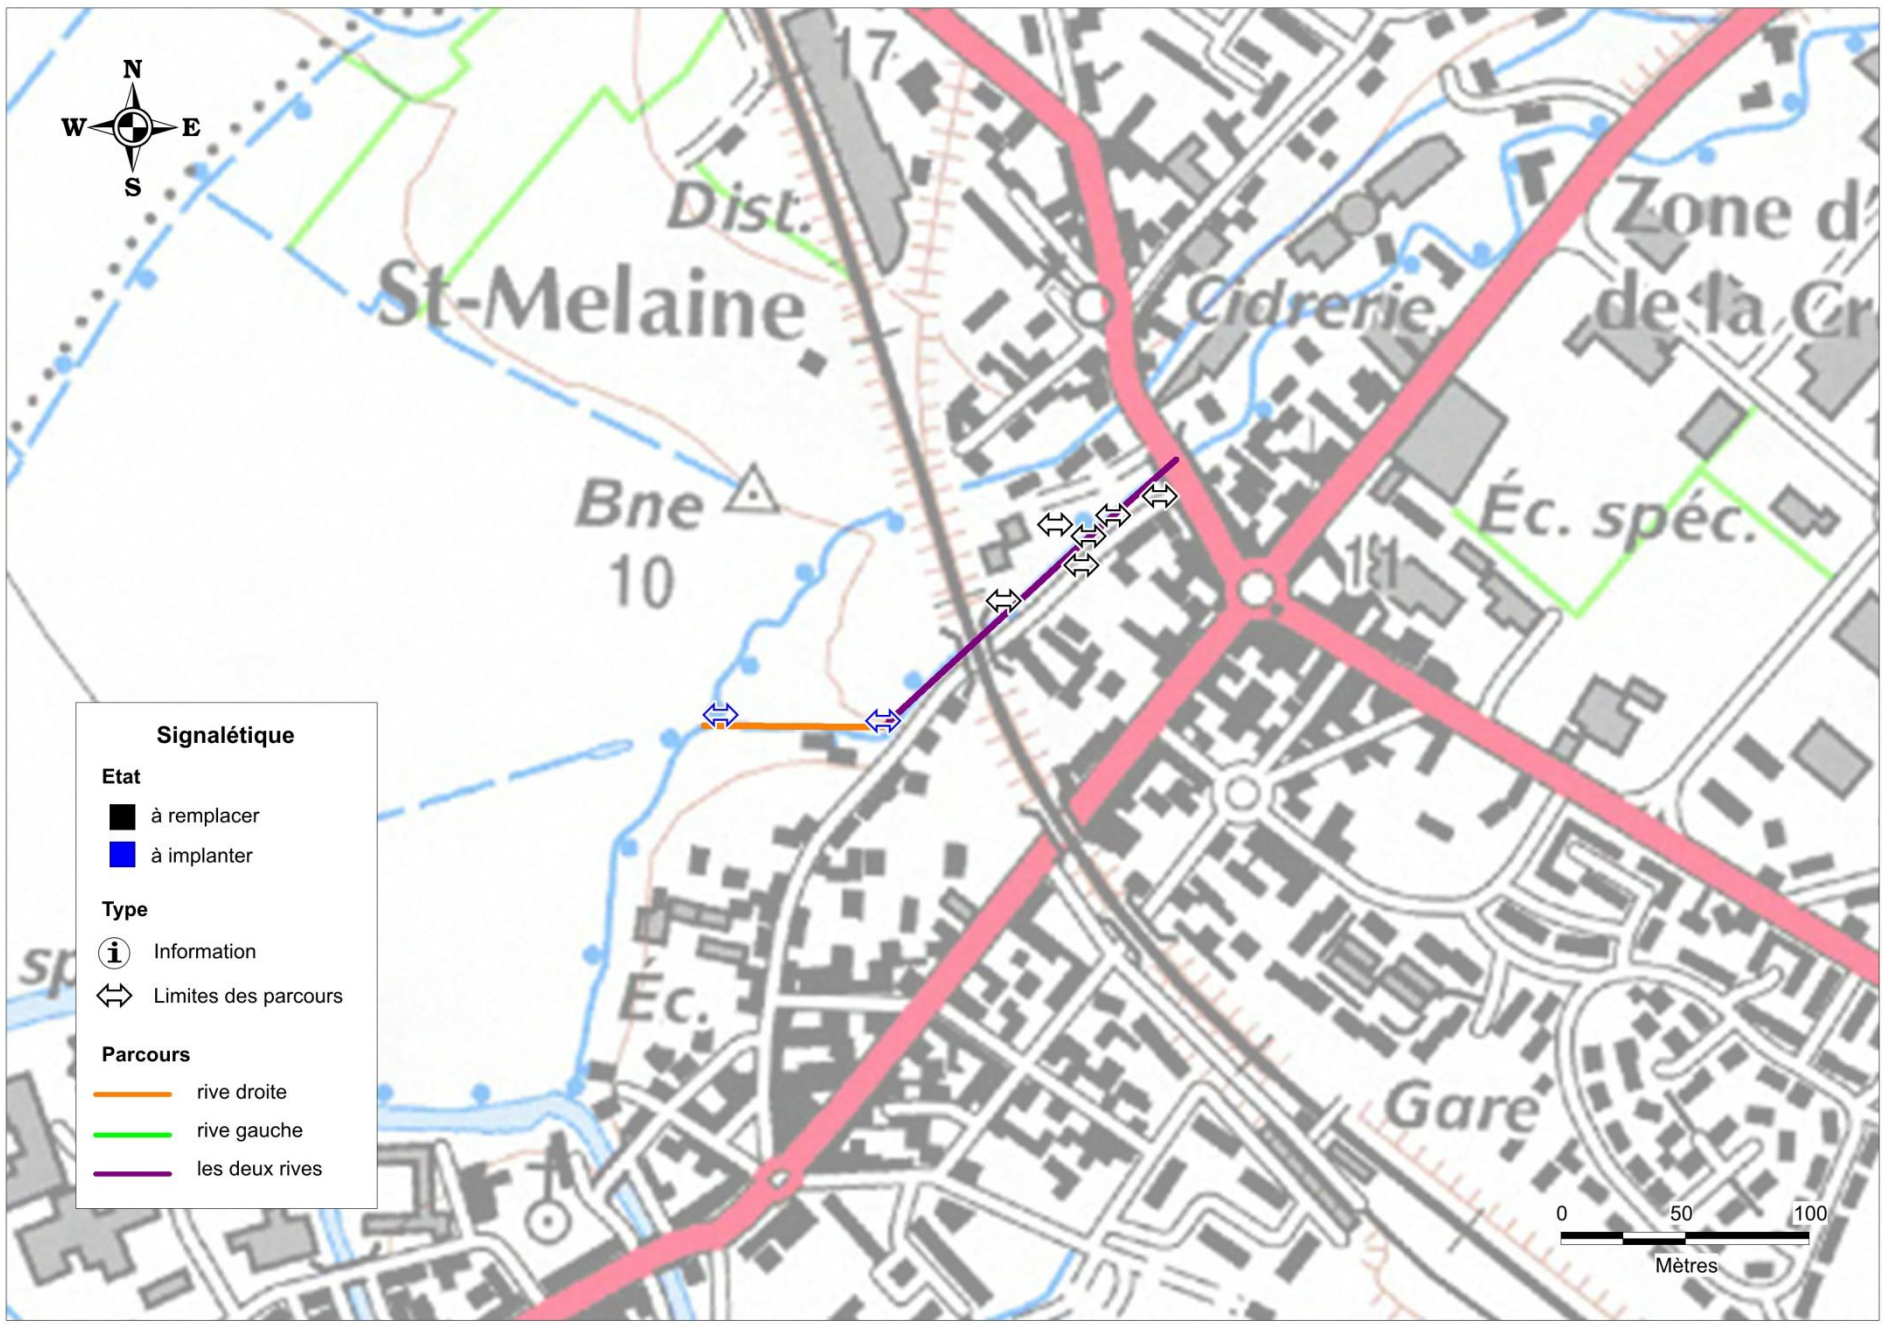 N
W E
S
17
Dist.
St-Melaine
Cidrerie
Zone d'
de la Cr
Bne
10
Éc. spéc.
11
Signalétique
Etat
à remplacer
à implanter
Type
i Information
Limites des parcours
Parcours
rive droite
rive gauche
les deux rives
sp
Éc.
Gare
0 50 100
Mètres